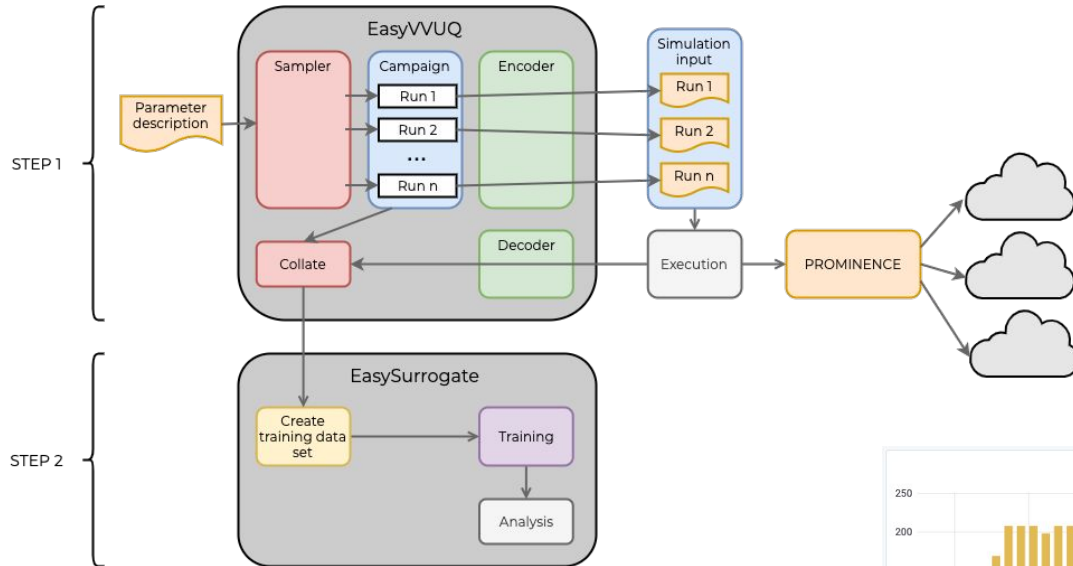 EasyVVUQ
Sampler
Campaign
Encoder
Simulation
input
Parameter
description
Run 1
Run 2
...
Run n
Run 1
Run 2
Run n
STEP 1
Collate
Decoder
Execution
PROMINENCE
EasySurrogate
Create
training data
set
Training
STEP 2
Analysis
250
200